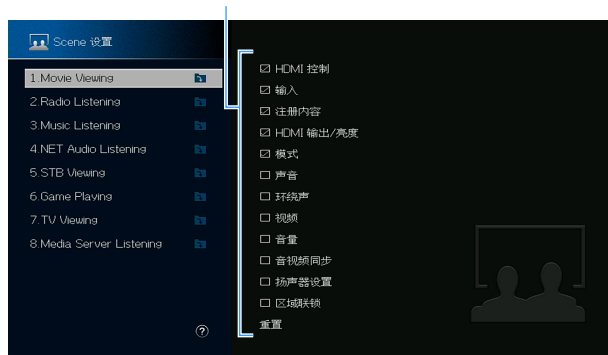 Scene 设置
1.Movie Viewing
2.Radio Listening
3.Music Listening
4.NET Audio Listening
5.STB Viewing
6.Game Playing
7.TV Viewing
8.Media Server Listening
?
HDMI 控制
输入
注册内容
HDMI 输出/亮度
模式
声音
环绕声
视频
音量
音视频同步
扬声器设置
区域联锁
重置